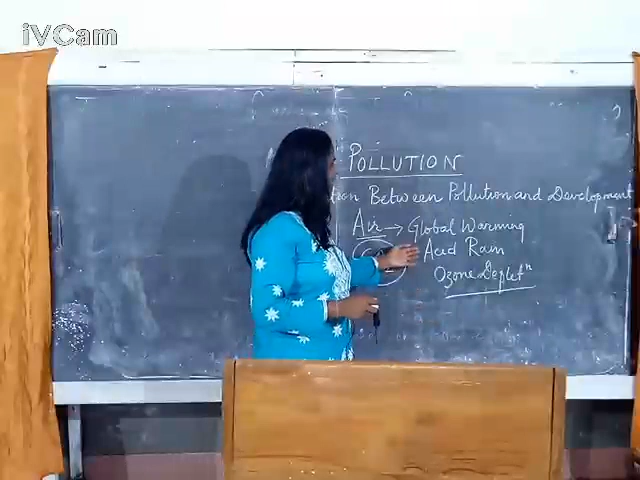 iVCam
POLLUTION
Between Pollution and Development
Air → Global Warming
Acid Rain
Ozone Depletⁿ